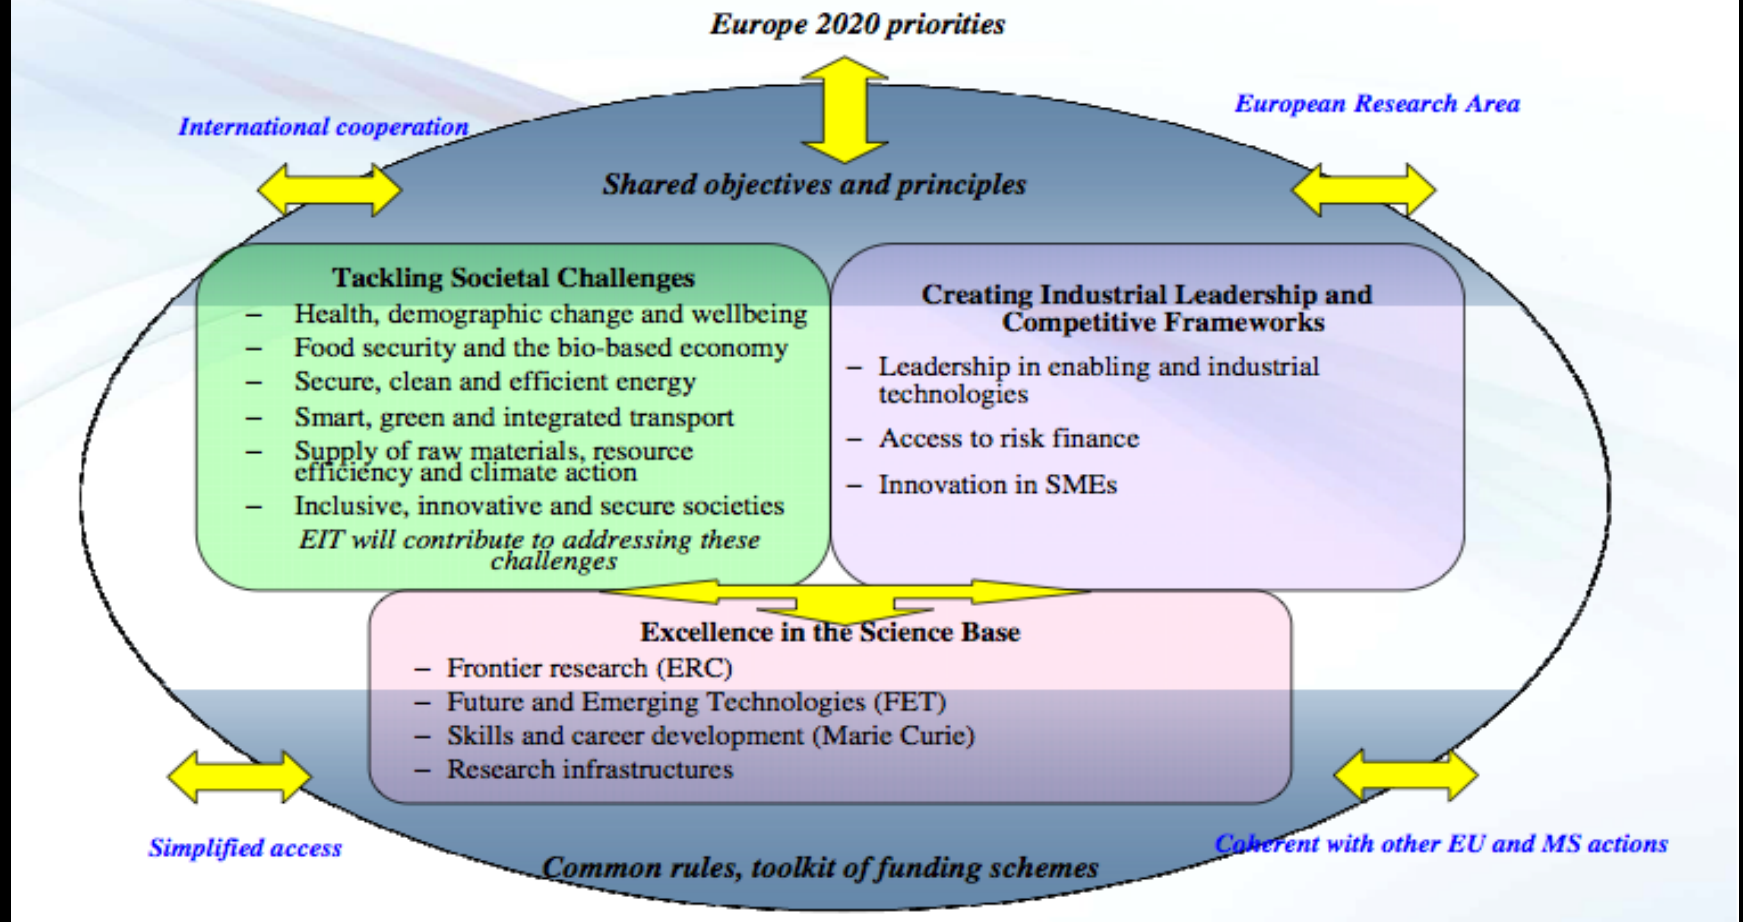 Europe 2020 priorities
International cooperation
European Research Area
Shared objectives and principles
Tackling Societal Challenges
– Health, demographic change and wellbeing
– Food security and the bio-based economy
– Secure, clean and efficient energy
– Smart, green and integrated transport
– Supply of raw materials, resource
efficiency and climate action
– Inclusive, innovative and secure societies
EIT will contribute to addressing these
challenges
Creating Industrial Leadership and
Competitive Frameworks
– Leadership in enabling and industrial
technologies
– Access to risk finance
– Innovation in SMEs
Excellence in the Science Base
– Frontier research (ERC)
– Future and Emerging Technologies (FET)
– Skills and career development (Marie Curie)
– Research infrastructures
Simplified access
Coherent with other EU and MS actions
Common rules, toolkit of funding schemes